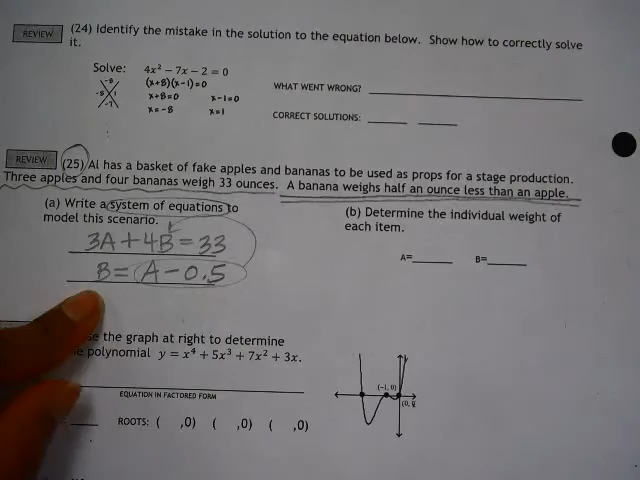 REVIEW (24) Identify the mistake in the solution to the equation below. Show how to correctly solve
it.
Solve: 4x² − 7x − 2 = 0
(x+8)(x-1)=0
WHAT WENT WRONG?
-8
-8 1
-7
x+8=0 x-1=0
x=-8 x=1
CORRECT SOLUTIONS:
REVIEW (25) Al has a basket of fake apples and bananas to be used as props for a stage production.
Three apples and four bananas weigh 33 ounces. A banana weighs half an ounce less than an apple.
(a) Write a system of equations to
model this scenario.
(b) Determine the individual weight of
each item.
3A+4B=33
B= A-0.5
A= B=
the graph at right to determine
polynomial y = x⁴ + 5x³ + 7x² + 3x.
EQUATION IN FACTORED FORM
ROOTS: ( ,0) ( ,0) ( ,0)
(-1, 0)
(0,